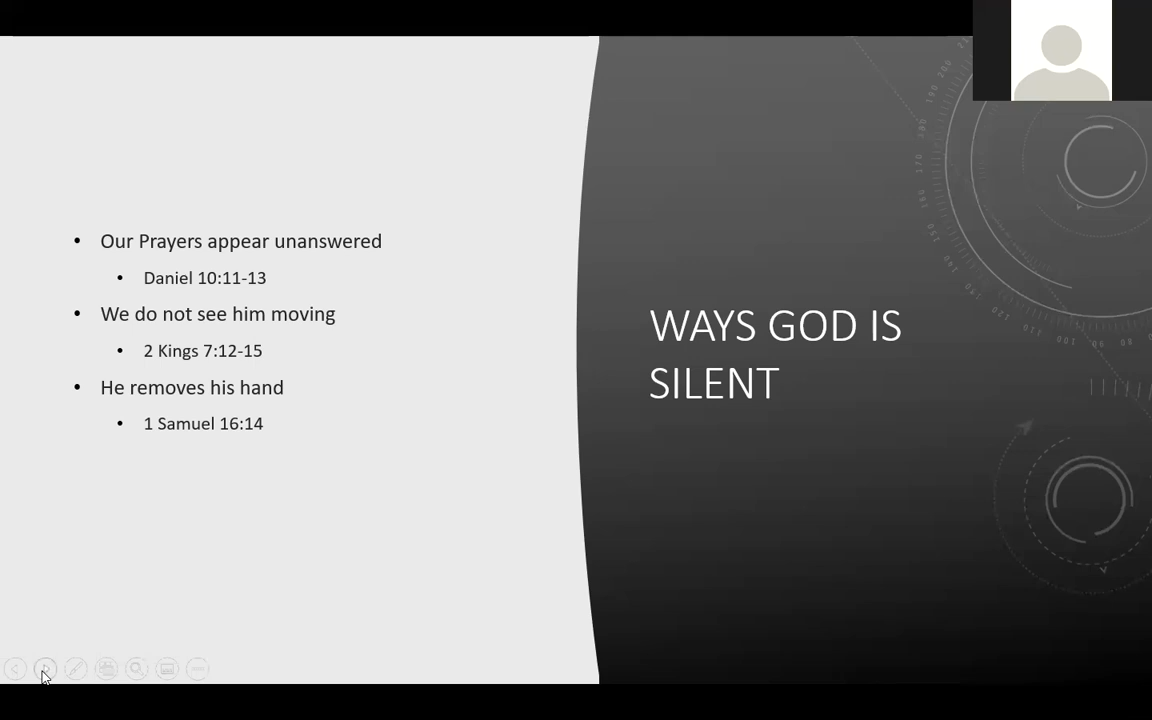 • Our Prayers appear unanswered
• Daniel 10:11-13
• We do not see him moving
• 2 Kings 7:12-15
• He removes his hand
• 1 Samuel 16:14
WAYS GOD IS
SILENT